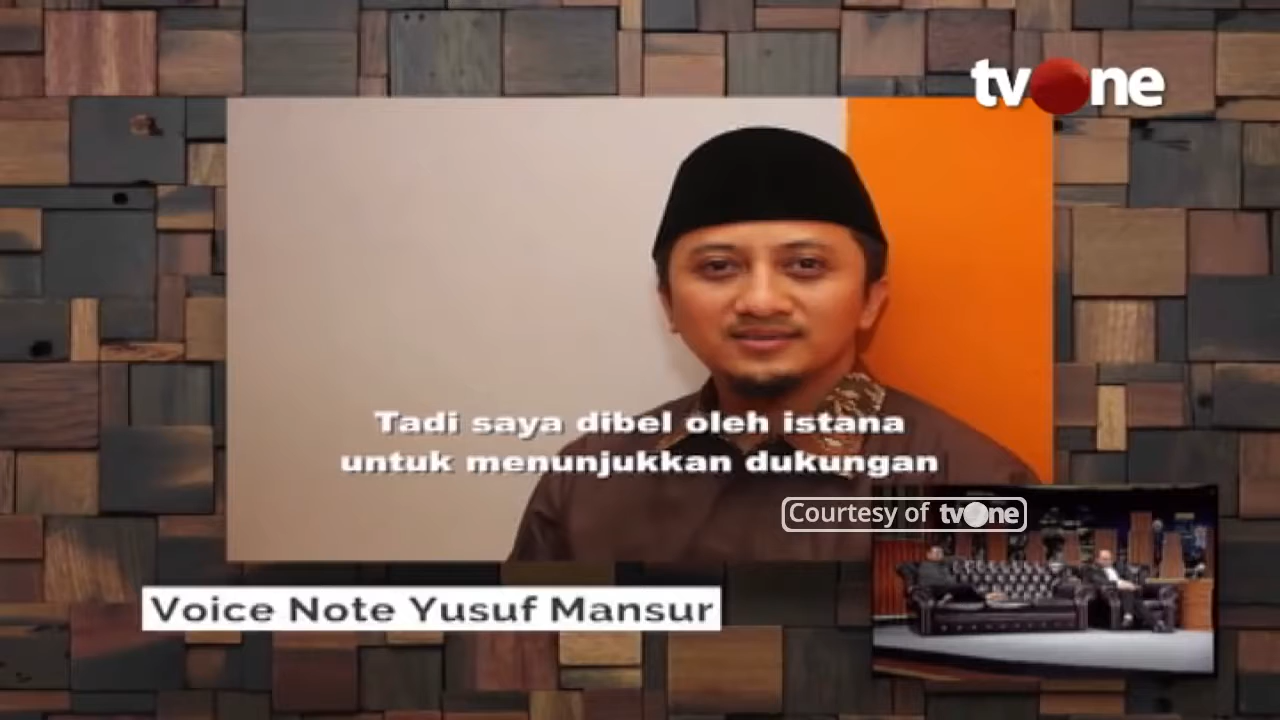 tvOne
Tadi saya dibel oleh istana
untuk menunjukkan dukungan
Courtesy of tvOne
Voice Note Yusuf Mansur